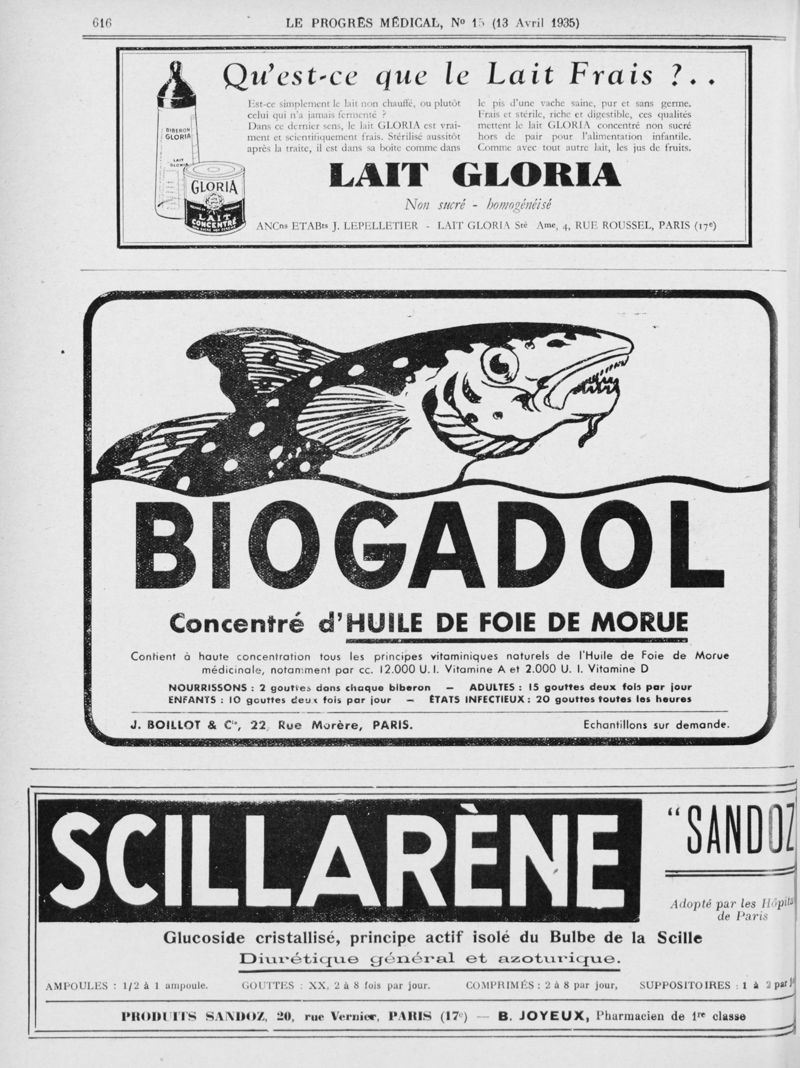 616
LE PROGRÈS MÉDICAL, No 15 (13 Avril 1935)
Qu'est-ce que le Lait Frais ?..
Est-ce simplement le lait non chauffé, ou plutôt
celui qui n'a jamais fermenté ?
Dans ce dernier sens, le lait GLORIA est vrai-
ment et scientifiquement frais. Stérilisé aussitôt
après la traite, il est dans sa boîte comme dans
le pis d'une vache saine, pur et sans germe.
Frais et stérile, riche et digestible, ces qualités
mettent le lait GLORIA concentré non sucré
hors de pair pour l'alimentation infantile.
Comme avec tout autre lait, les jus de fruits.
BIBERON
GLORIA
LAIT
GLORIA
GLORIA
LAIT
CONCENTRÉ
LAIT GLORIA
Non sucré - homogénéisé
ANCns ETABts J. LEPELLETIER - LAIT GLORIA Sté Ame, 4, RUE ROUSSEL, PARIS (17e)
BIOGADOL
Concentré d'HUILE DE FOIE DE MORUE
Contient à haute concentration tous les principes vitaminiques naturels de l'Huile de Foie de Morue
médicinale, notamment par cc. 12.000 U. I. Vitamine A et 2.000 U. I. Vitamine D
NOURRISSONS : 2 gouttes dans chaque biberon — ADULTES : 15 gouttes deux fois par jour
ENFANTS : 10 gouttes deux fois par jour — ÉTATS INFECTIEUX : 20 gouttes toutes les heures
J. BOILLOT & Cie, 22, Rue Morère, PARIS.
Echantillons sur demande.
SCILLARÈNE
"SANDOZ
Adopté par les Hôpita
de Paris
Glucoside cristallisé, principe actif isolé du Bulbe de la Scille
Diurétique général et azoturique.
AMPOULES : 1/2 à 1 ampoule. GOUTTES : XX, 2 à 8 fois par jour. COMPRIMÉS : 2 à 8 par jour, SUPPOSITOIRES : 1 à 2 par j
PRODUITS SANDOZ, 20, rue Vernier, PARIS (17e) — B. JOYEUX, Pharmacien de 1re classe